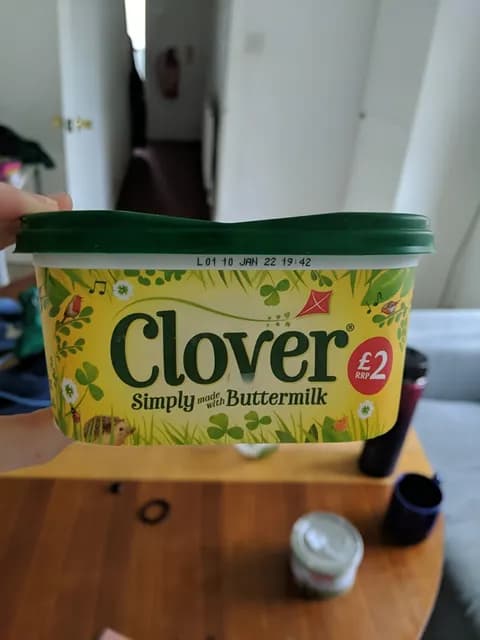 L01 10 JAN 22 19:42
Clover®
£2
RRP
Simply made with Buttermilk